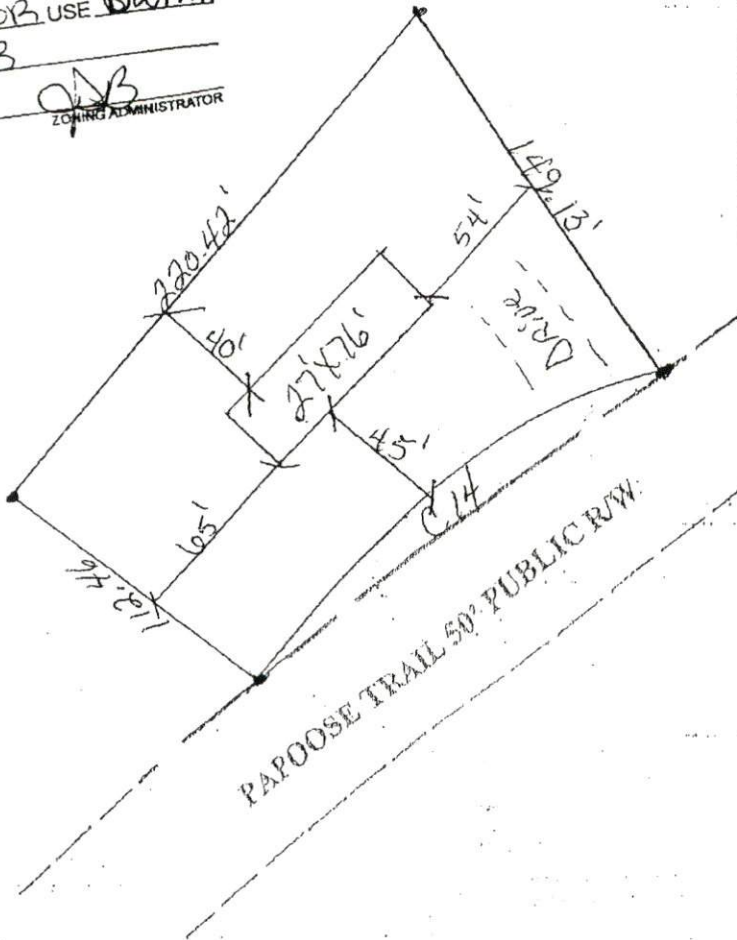 USE
ZONING ADMINISTRATOR
220.42'
149.13'
54'
40'
27'X76'
DRIVE
45'
65'
C14
112.46
PAPOOSE TRAIL 50' PUBLIC R/W